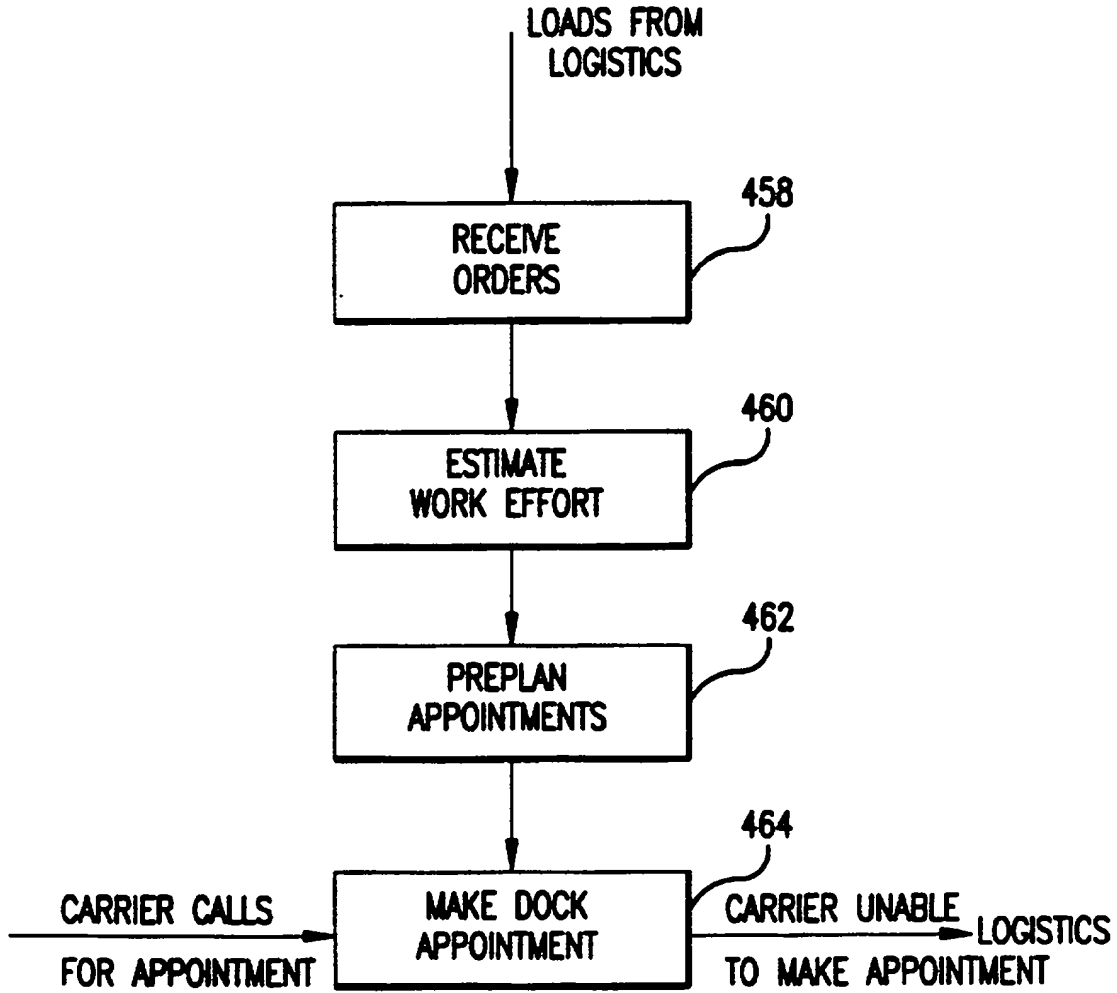 LOADS FROM
LOGISTICS
458
RECEIVE
ORDERS
460
ESTIMATE
WORK EFFORT
462
PREPLAN
APPOINTMENTS
464
CARRIER CALLS
FOR APPOINTMENT
MAKE DOCK
APPOINTMENT
CARRIER UNABLE
TO MAKE APPOINTMENT
LOGISTICS